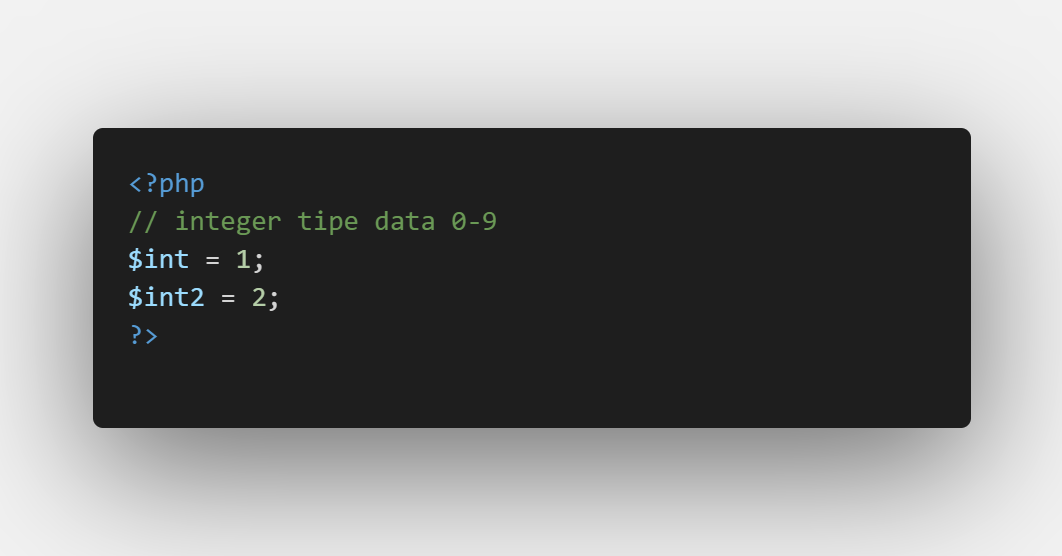 <?php
// integer tipe data 0-9
$int = 1;
$int2 = 2;
?>